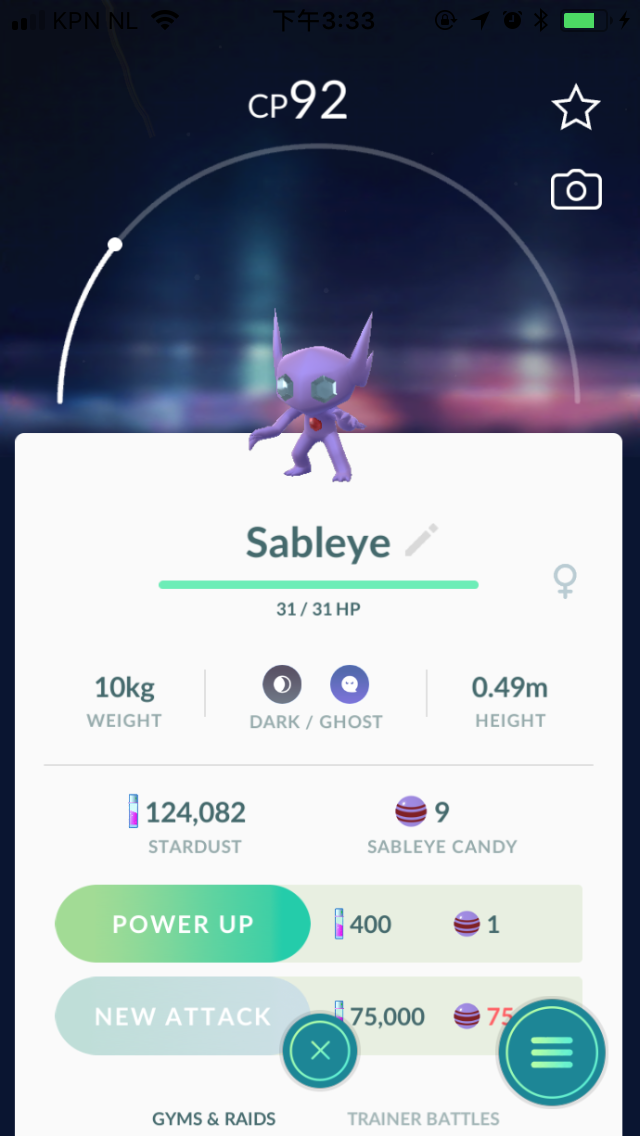 KPN NL 下午3:33
CP92
Sableye
31 / 31 HP
10kg
WEIGHT
DARK / GHOST
0.49m
HEIGHT
124,082
STARDUST
9
SABLEYE CANDY
POWER UP 400 1
NEW ATTACK 75,000 75
GYMS & RAIDS TRAINER BATTLES